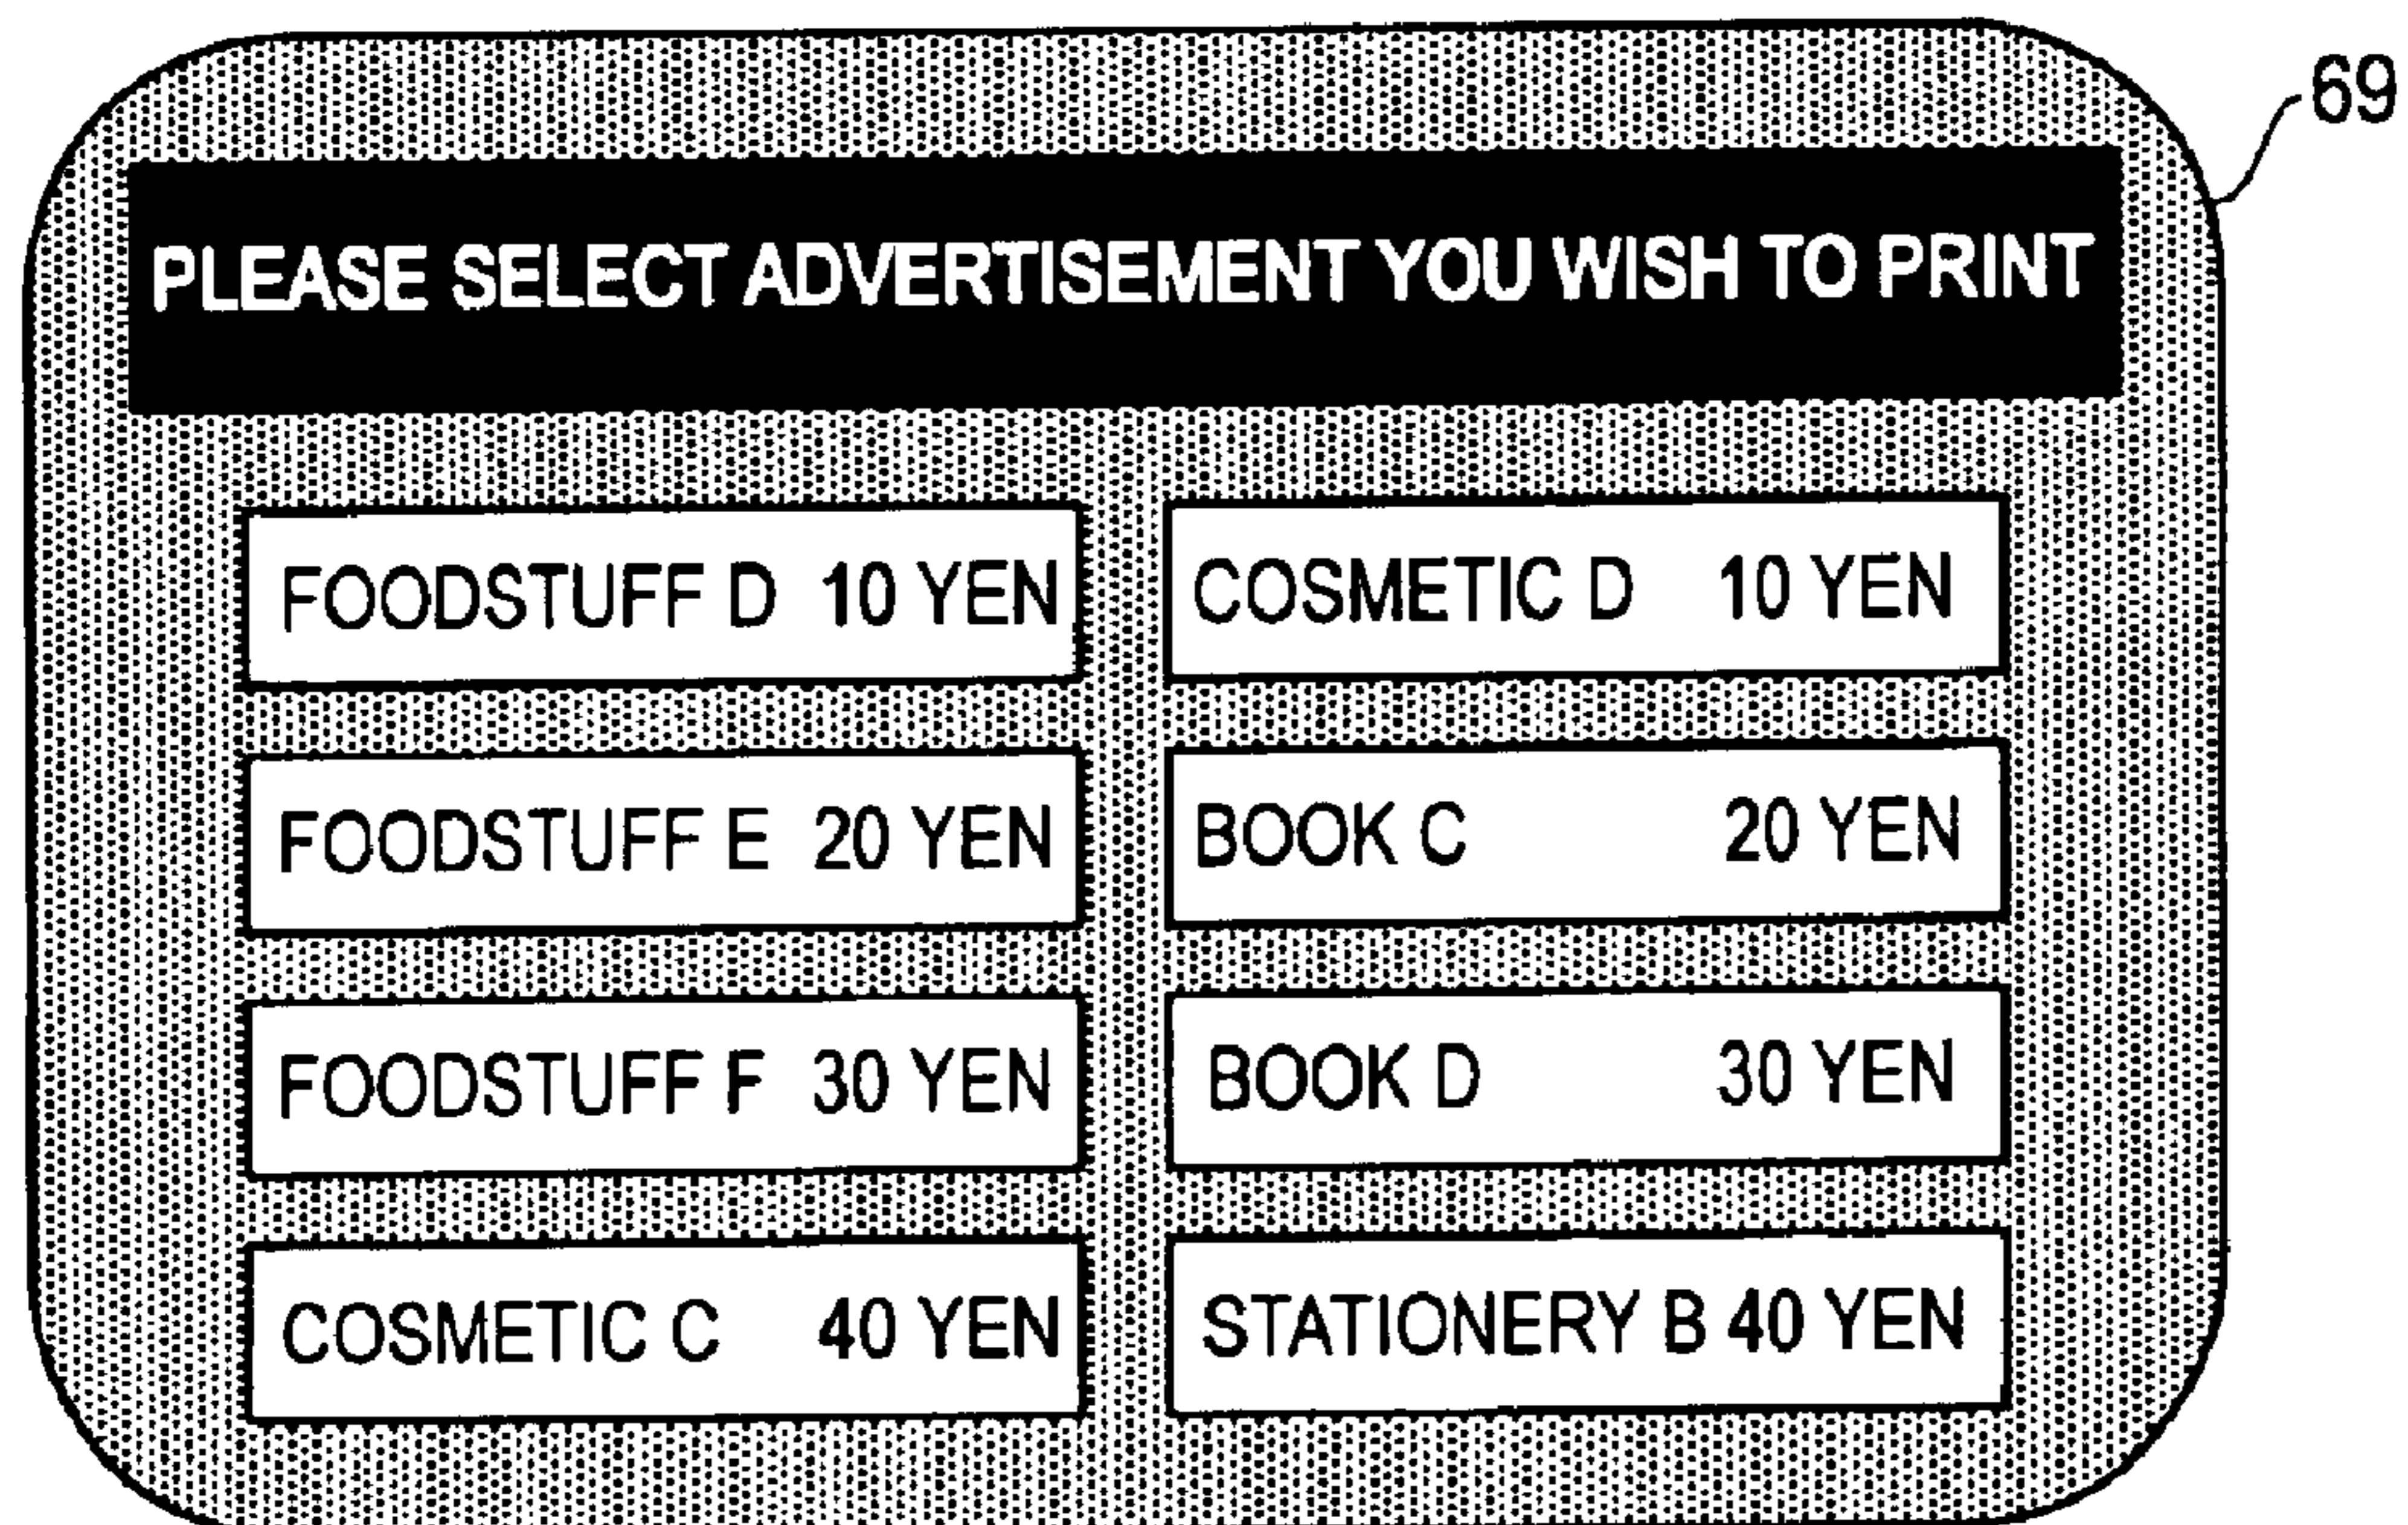 69
PLEASE SELECT ADVERTISEMENT YOU WISH TO PRINT
FOODSTUFF D 10 YEN
COSMETIC D 10 YEN
FOODSTUFF E 20 YEN
BOOK C 20 YEN
FOODSTUFF F 30 YEN
BOOK D 30 YEN
COSMETIC C 40 YEN
STATIONERY B 40 YEN